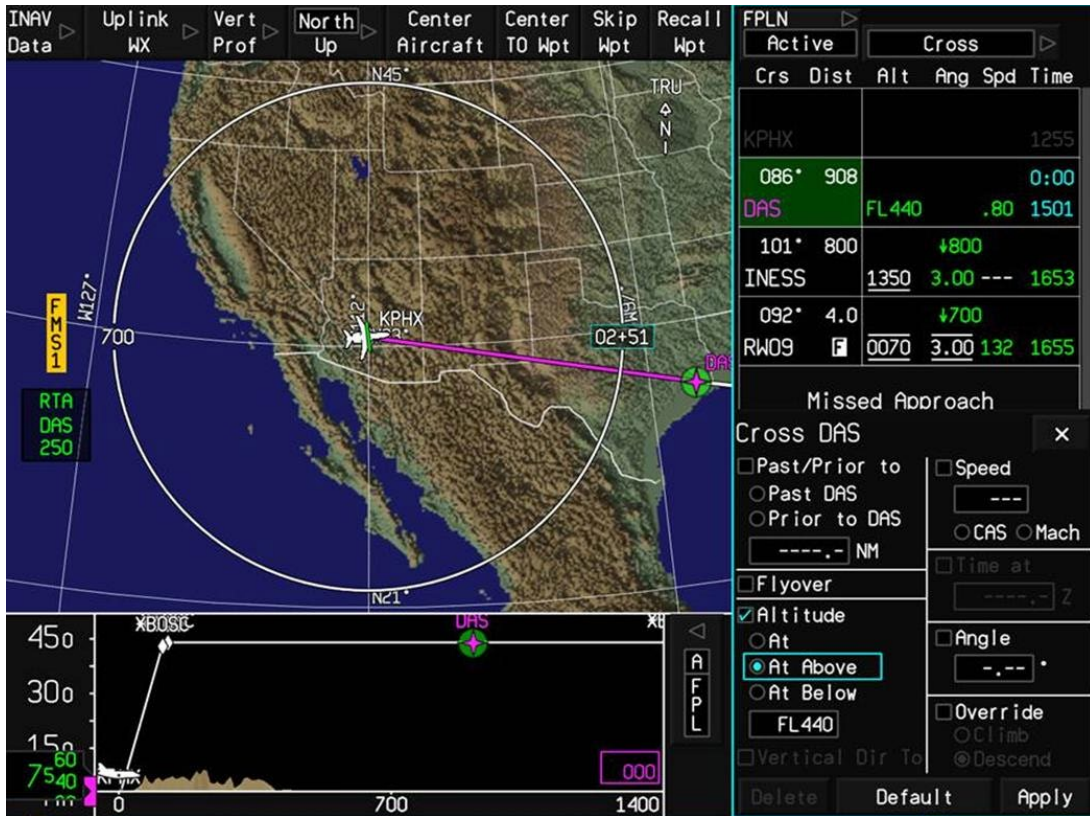 INAV Data
Uplink WX
Vert Prof
North Up
Center Aircraft
Center TO Wpt
Skip Wpt
Recall Wpt
N45°
TRU
N
W127°
FMS1
700
KPHX
02+51
DAS
RTA
DAS
250
N21°
450
300
150
60
7540
XBOSC
DAS
000
0
700
1400
AFPL
FPLN
Active
Cross
Crs Dist Alt Ang Spd Time
KPHX 1255
086° 908 0:00
DAS FL440 .80 1501
101° 800 ↓800
INESS 1350 3.00 --- 1653
092° 4.0 ↓700
RW09 F 0070 3.00 132 1655
Missed Approach
Cross DAS ×
Past/Prior to
Past DAS
Prior to DAS
----.- NM
Flyover
Altitude
At
At Above
At Below
FL440
Vertical Dir To
Speed
---
CAS Mach
Time at
----.- Z
Angle
-.--°
Override
Climb
Descend
Delete Default Apply